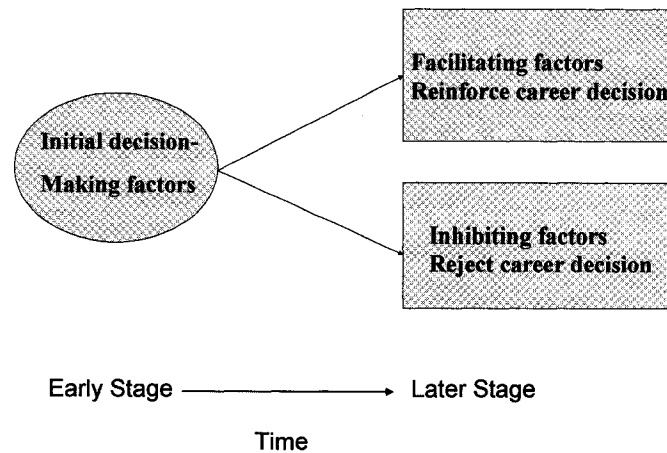 Facilitating factors
Reinforce career decision
Initial decision-
Making factors
Inhibiting factors
Reject career decision
Early Stage
Later Stage
Time